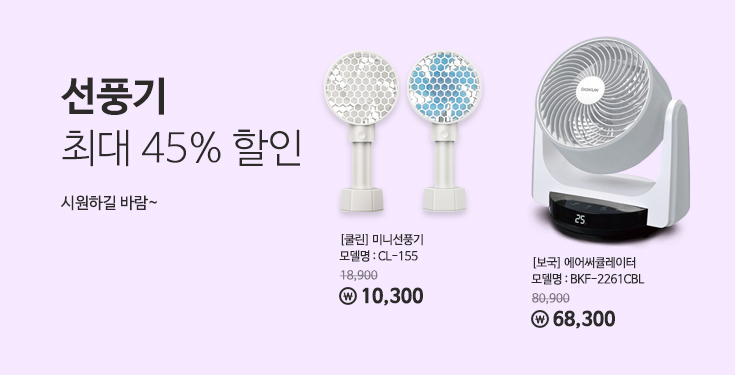 선풍기
최대 45% 할인
시원하길 바람~
[쿨린] 미니선풍기
모델명 : CL-155
18,900
₩ 10,300
BOKUK
25
[보국] 에어써큘레이터
모델명 : BKF-2261CBL
80,900
₩ 68,300